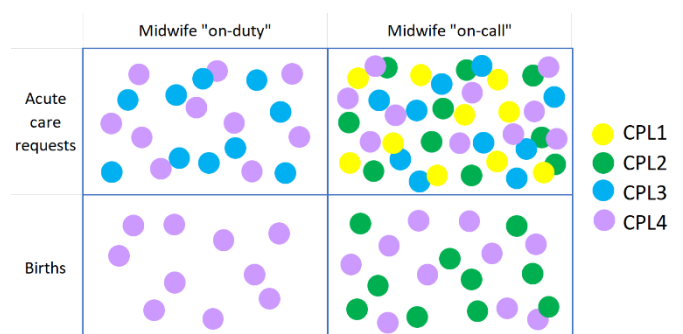 Midwife "on-duty"
Midwife "on-call"
Acute
care
requests
Births
CPL1
CPL2
CPL3
CPL4